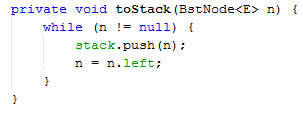 private void toStack(BstNode<E> n) {
    while (n != null) {
        stack.push(n);
        n = n.left;
    }
}